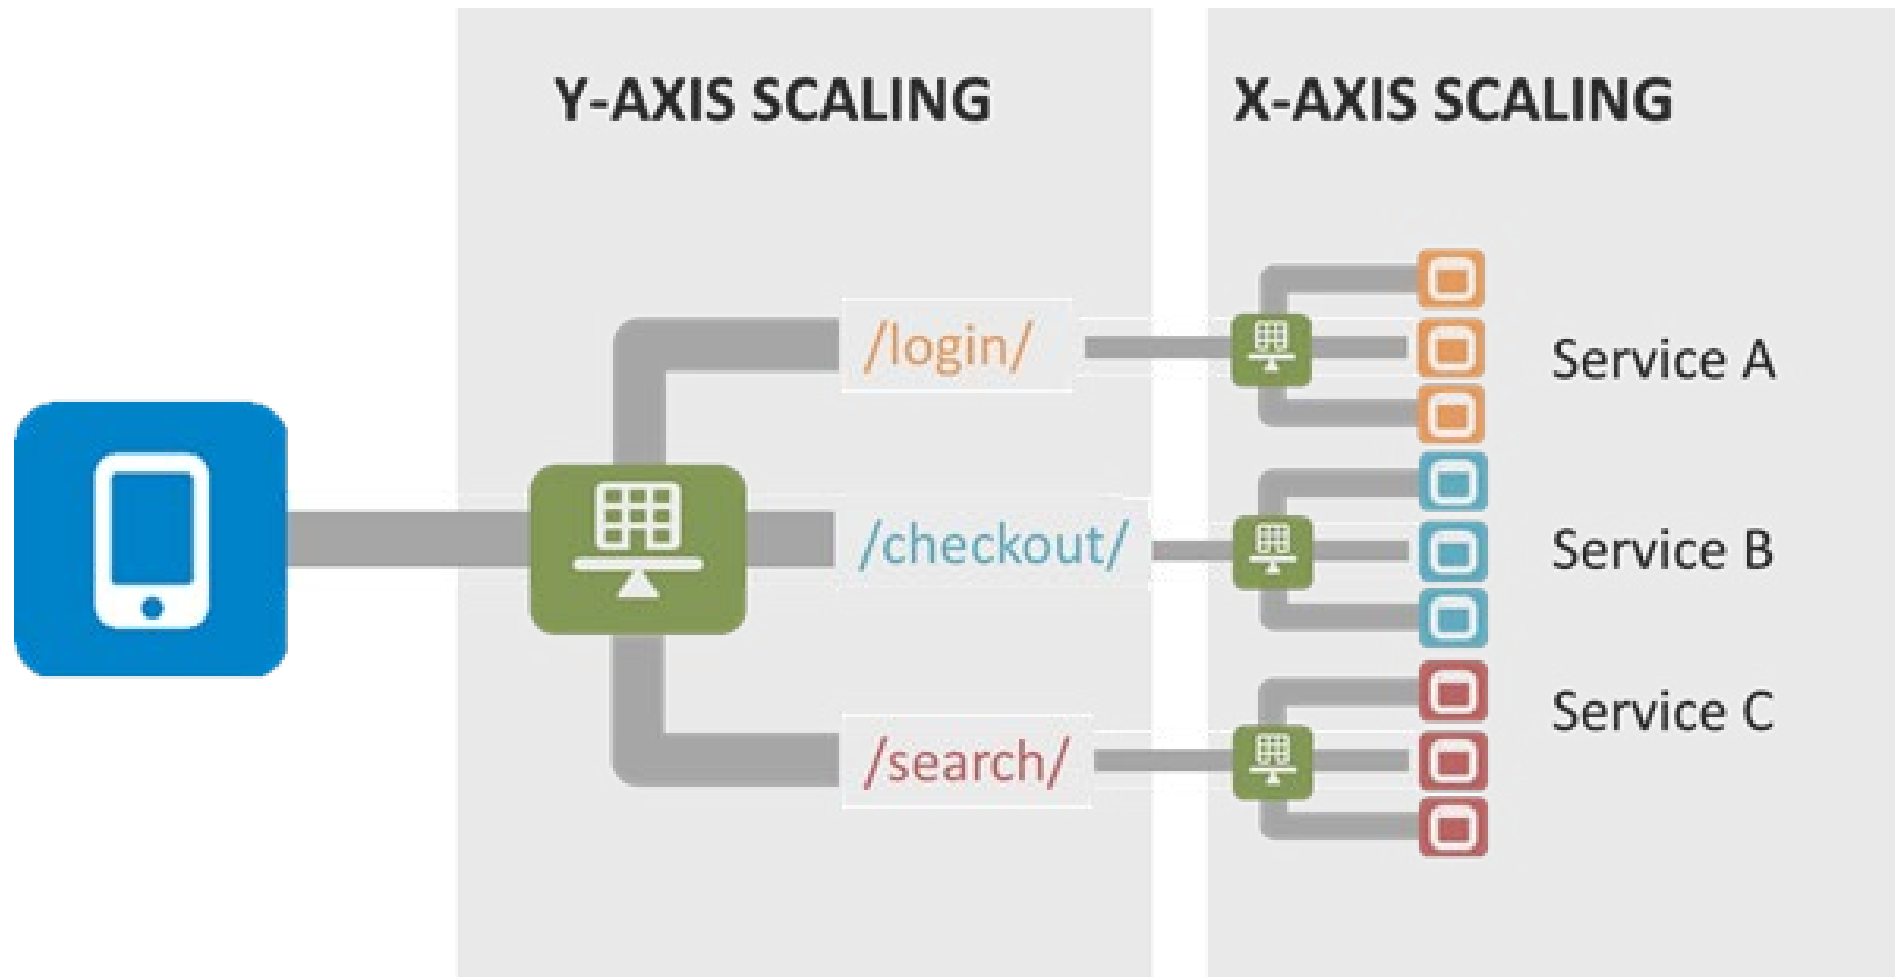 Y-AXIS SCALING
X-AXIS SCALING
/login/
Service A
/checkout/
Service B
/search/
Service C